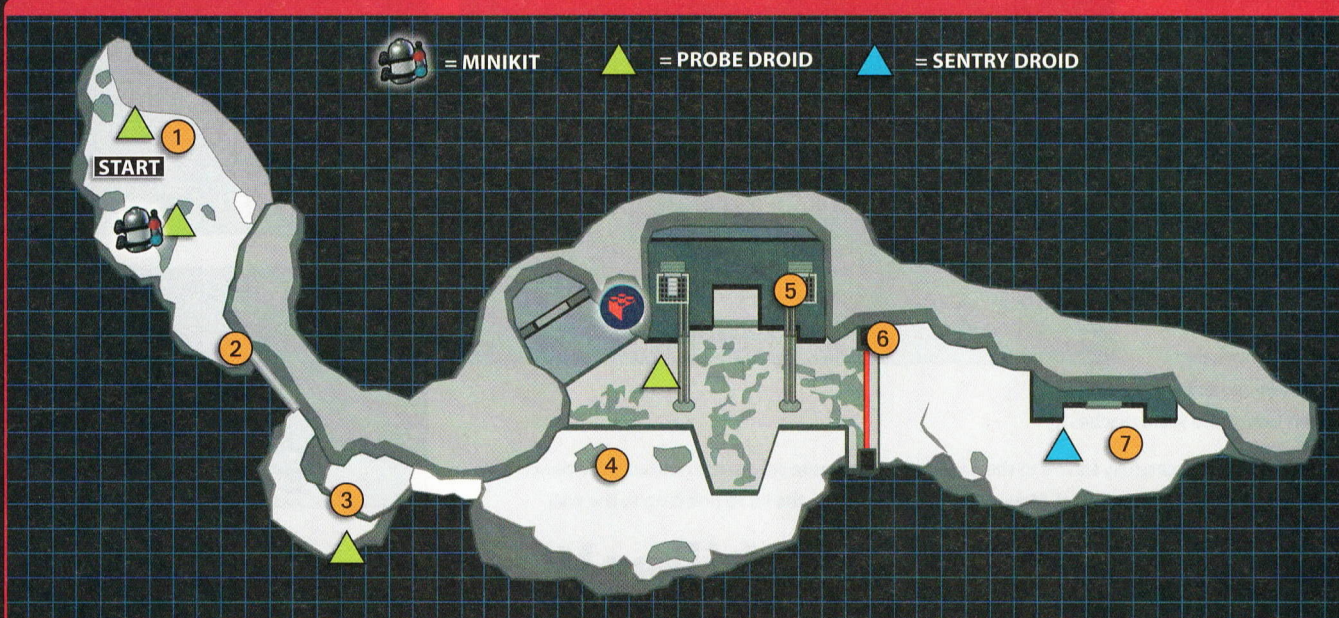 = MINIKIT
= PROBE DROID
= SENTRY DROID
1
START
2
3
4
5
6
7